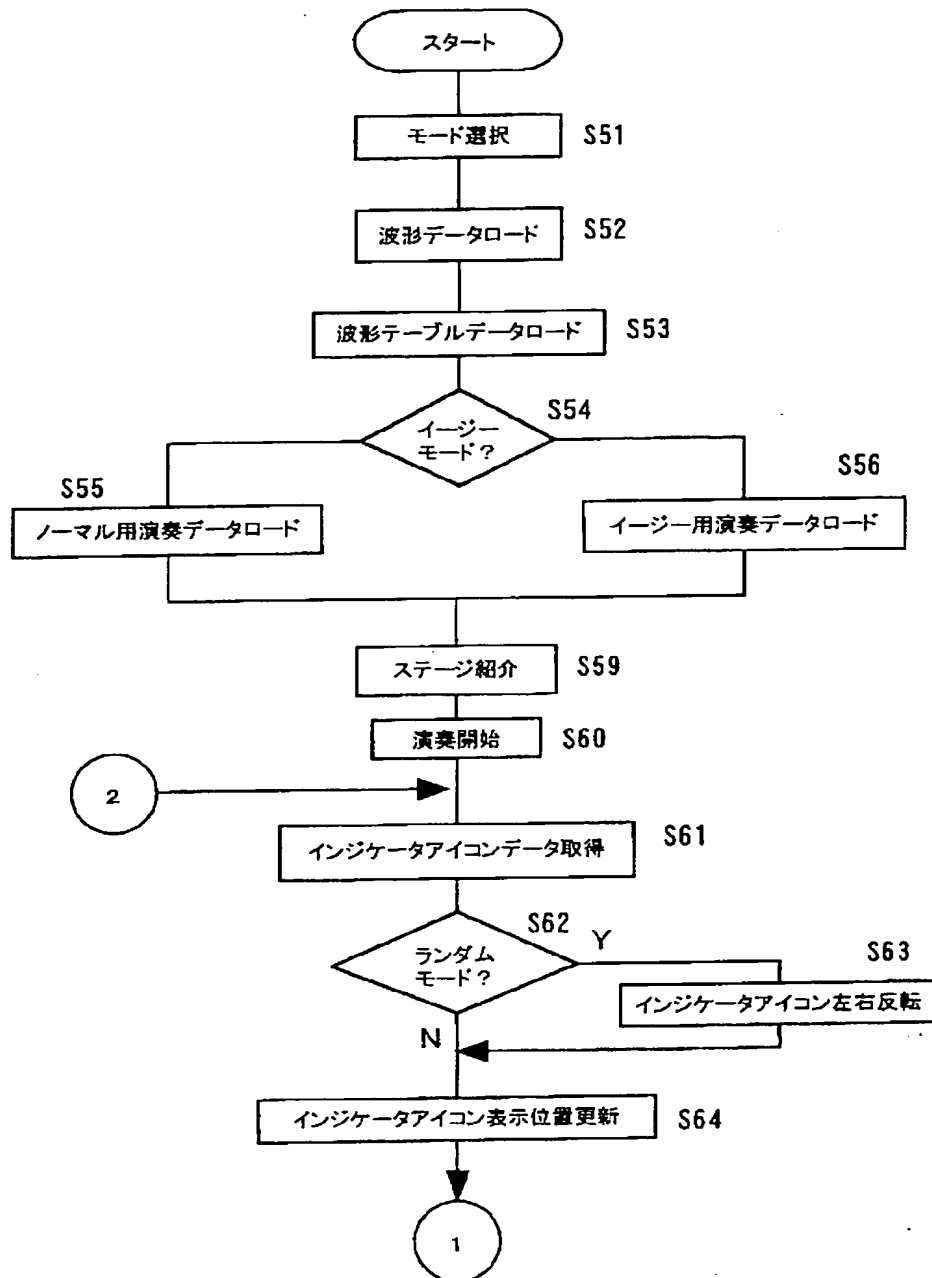 スタート
モード選択
S51
波形データロード
S52
波形テーブルデータロード
S53
イージー
モード?
S54
S55
ノーマル用演奏データロード
S56
イージー用演奏データロード
ステージ紹介
S59
演奏開始
S60
2
インジケータアイコンデータ取得
S61
ランダム
モード?
S62
Y
S63
インジケータアイコン左右反転
N
インジケータアイコン表示位置更新
S64
1